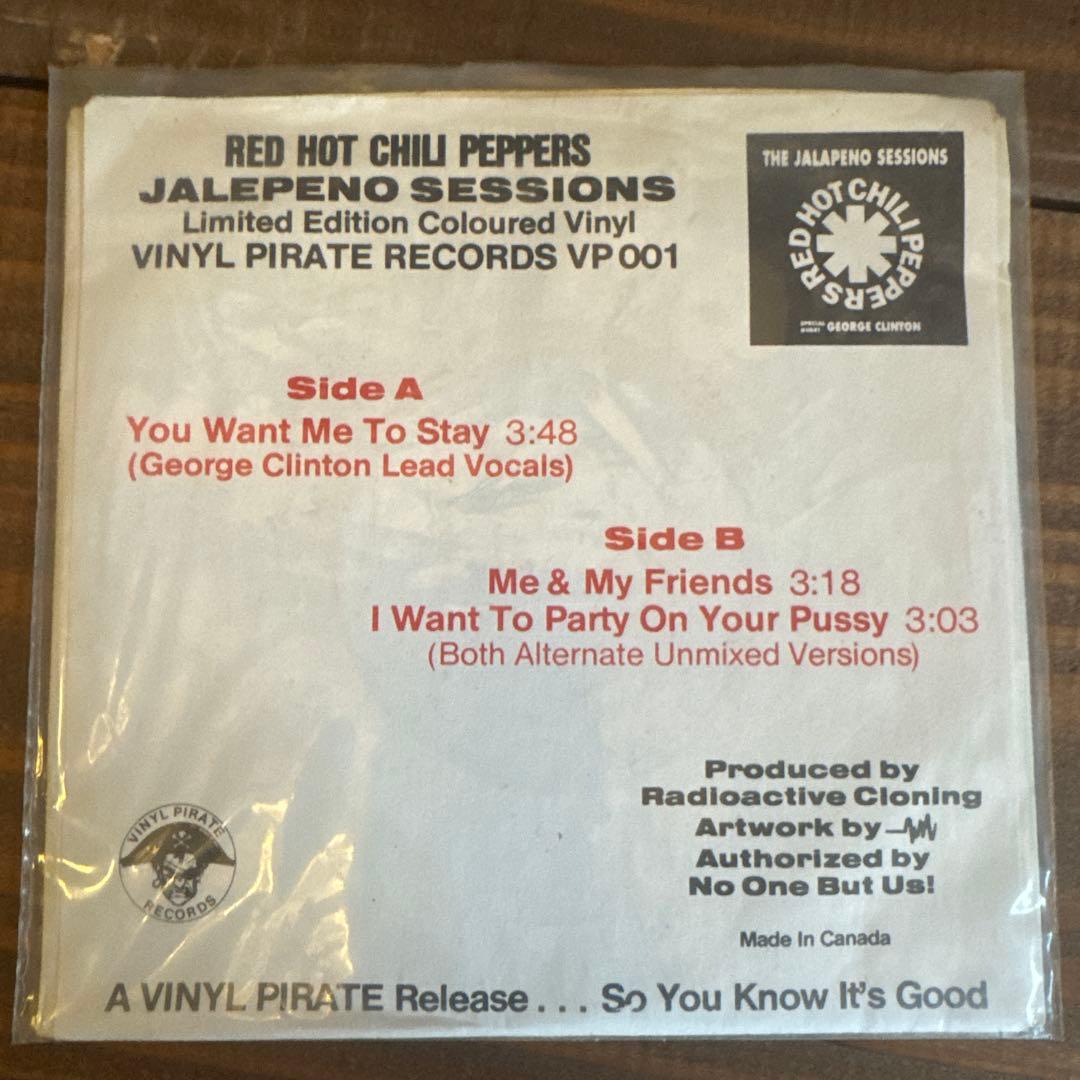 RED HOT CHILI PEPPERS
JALEPENO SESSIONS
Limited Edition Coloured Vinyl
VINYL PIRATE RECORDS VP 001
THE JALAPENO SESSIONS
RED HOT CHILI PEPPERS
SPECIAL GUEST GEORGE CLINTON
Side A
You Want Me To Stay 3:48
(George Clinton Lead Vocals)
Side B
Me & My Friends 3:18
I Want To Party On Your Pussy 3:03
(Both Alternate Unmixed Versions)
Produced by
Radioactive Cloning
Artwork by
Authorized by
No One But Us!
VINYL PIRATE
RECORDS
Made In Canada
A VINYL PIRATE Release . . . So You Know It's Good